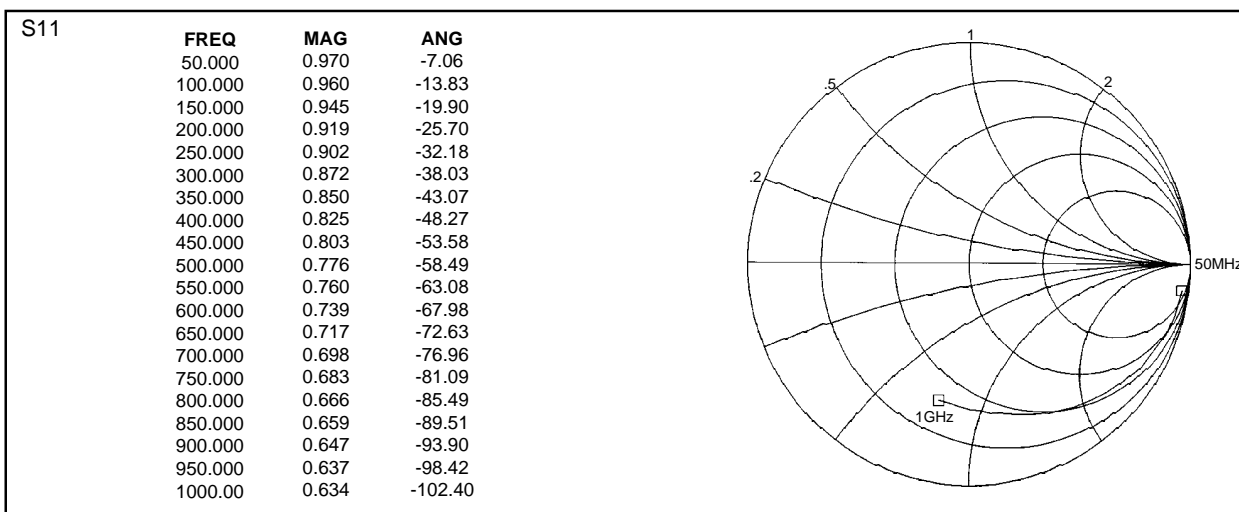 S11
FREQ MAG ANG
50.000 0.970 -7.06
100.000 0.960 -13.83
150.000 0.945 -19.90
200.000 0.919 -25.70
250.000 0.902 -32.18
300.000 0.872 -38.03
350.000 0.850 -43.07
400.000 0.825 -48.27
450.000 0.803 -53.58
500.000 0.776 -58.49
550.000 0.760 -63.08
600.000 0.739 -67.98
650.000 0.717 -72.63
700.000 0.698 -76.96
750.000 0.683 -81.09
800.000 0.666 -85.49
850.000 0.659 -89.51
900.000 0.647 -93.90
950.000 0.637 -98.42
1000.00 0.634 -102.40
1
.5
2
.2
50MHz
1GHz